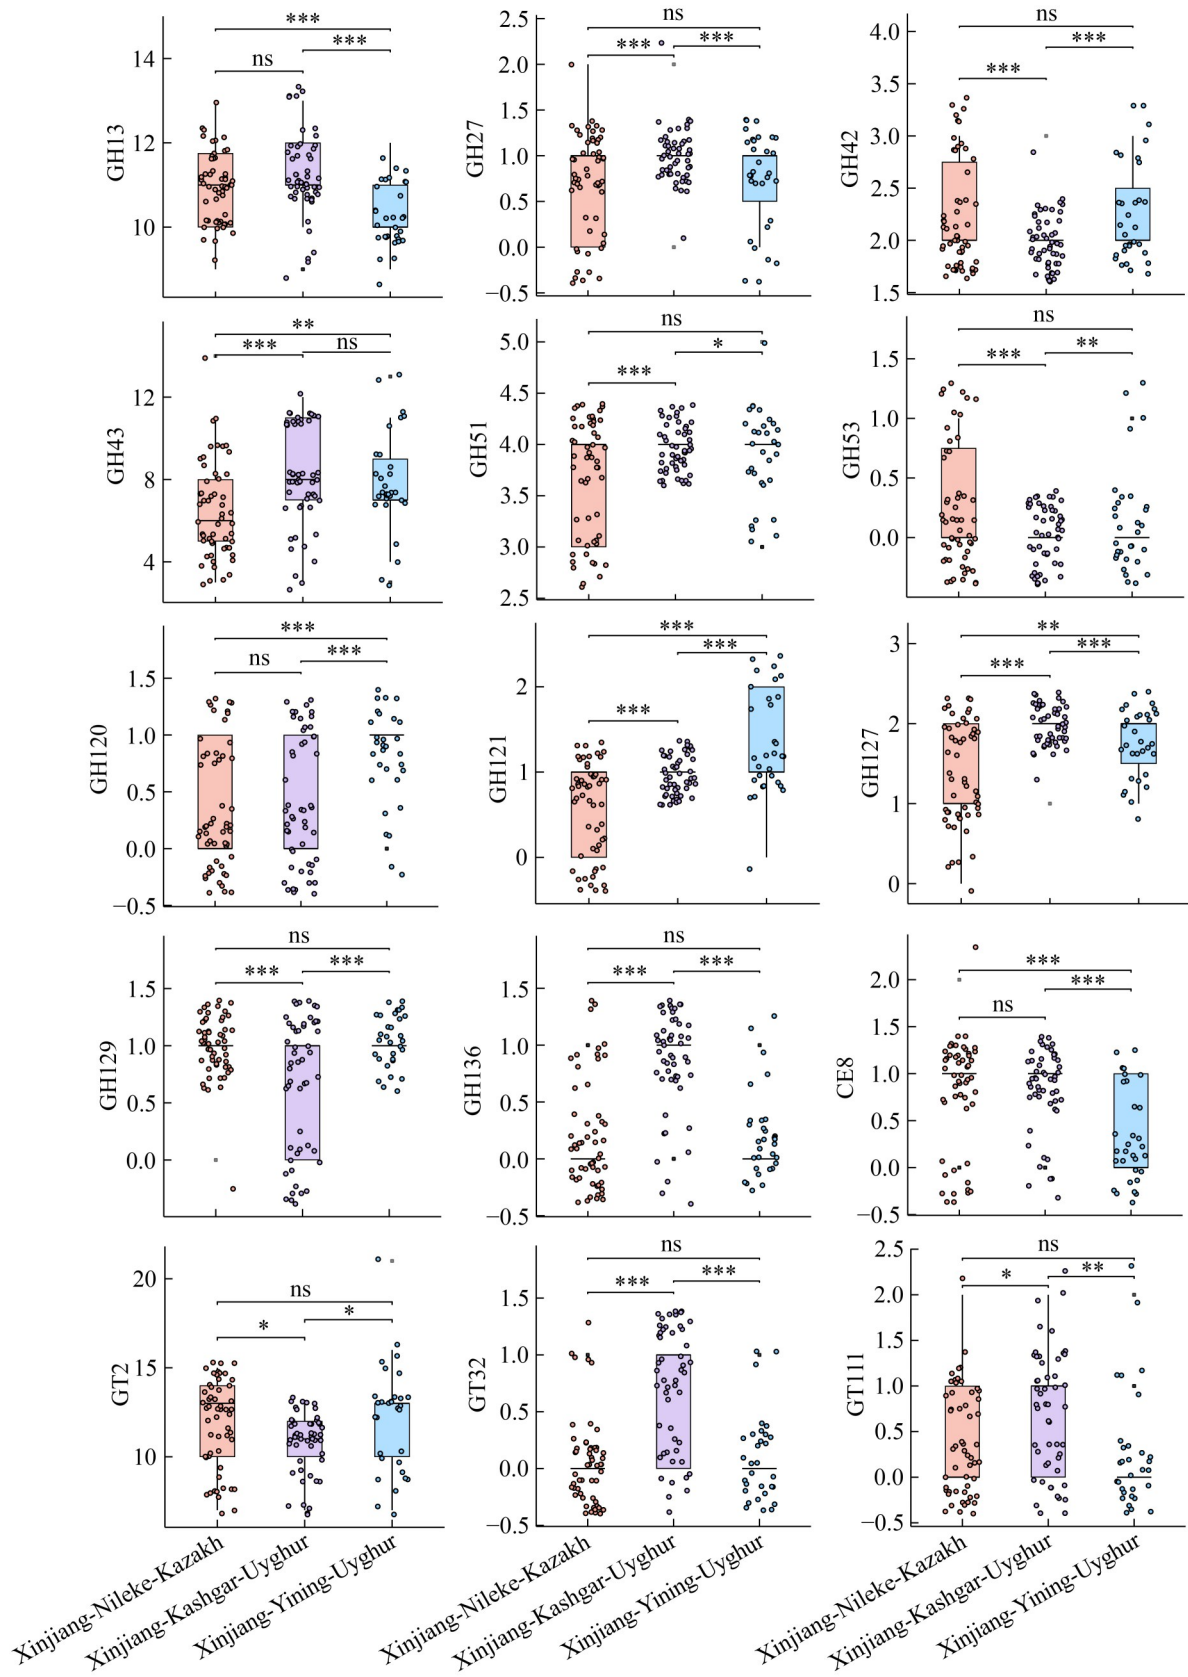 ***
***
ns
14
12
10
GH13
ns
***
***
2.5
2.0
1.0
0.5
0.0
−0.5
GH27
ns
***
***
4.0
3.5
3.0
2.5
2.0
1.5
GH42
**
***
ns
12
8
4
GH43
ns
*
***
5.0
4.5
4.0
3.5
3.0
2.5
GH51
ns
***
**
1.5
1.0
0.5
0.0
GH53
***
ns
***
1.5
1.0
0.5
0.0
−0.5
GH120
***
***
***
2
1
0
GH121
**
***
***
3
2
1
0
GH127
ns
***
***
1.5
1.0
0.5
0.0
GH129
ns
***
***
1.5
1.0
0.5
0.0
−0.5
GH136
***
***
ns
2.0
1.5
1.0
0.5
0.0
−0.5
CE8
ns
*
*
20
15
10
GT2
ns
***
***
1.5
1.0
0.5
0.0
−0.5
GT32
ns
*
**
2.5
2.0
1.5
1.0
0.5
0.0
−0.5
GT111
Xinjiang-Nileke-Kazakh
Xinjiang-Kashgar-Uyghur
Xinjiang-Yining-Uyghur
Xinjiang-Nileke-Kazakh
Xinjiang-Kashgar-Uyghur
Xinjiang-Yining-Uyghur
Xinjiang-Nileke-Kazakh
Xinjiang-Kashgar-Uyghur
Xinjiang-Yining-Uyghur